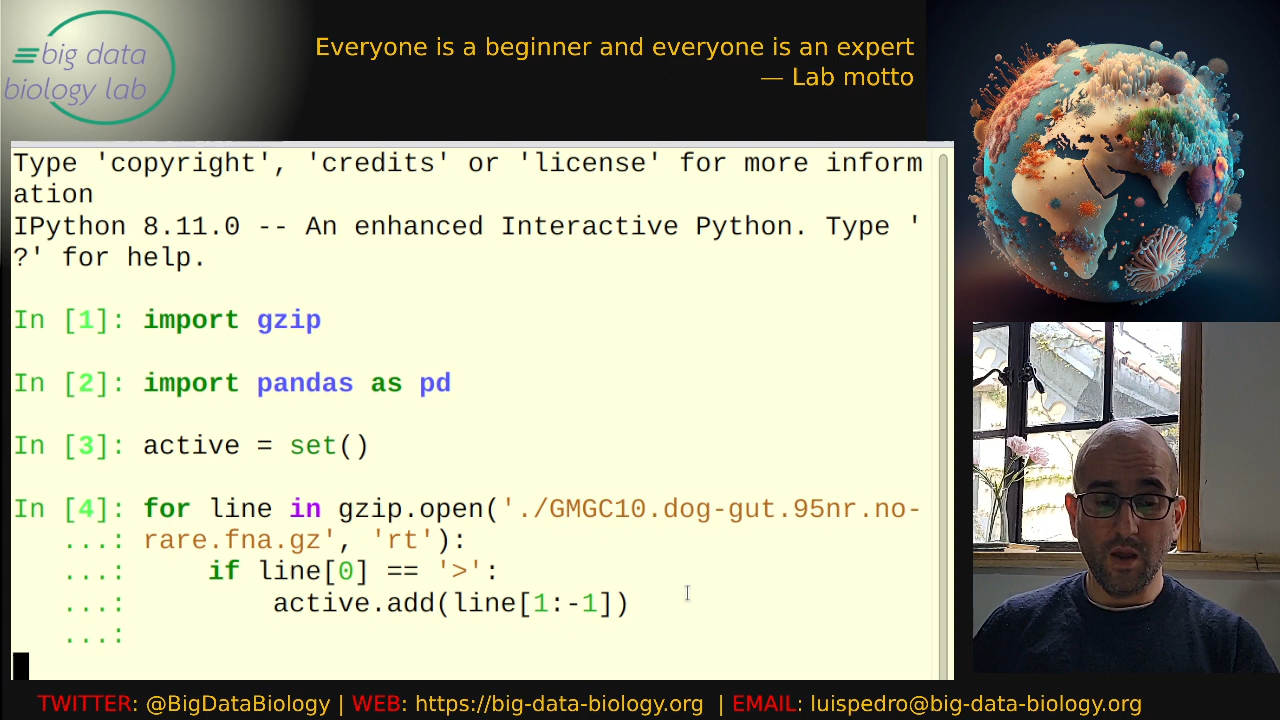 big data
biology lab
Everyone is a beginner and everyone is an expert
— Lab motto
Type 'copyright', 'credits' or 'license' for more inform
ation
IPython 8.11.0 -- An enhanced Interactive Python. Type '
?' for help.
In [1]: import gzip
In [2]: import pandas as pd
In [3]: active = set()
In [4]: for line in gzip.open('./GMGC10.dog-gut.95nr.no-
   ...: rare.fna.gz', 'rt'):
   ...:     if line[0] == '>':
   ...:         active.add(line[1:-1])
   ...:
TWITTER: @BigDataBiology | WEB: https://big-data-biology.org | EMAIL: luispedro@big-data-biology.org